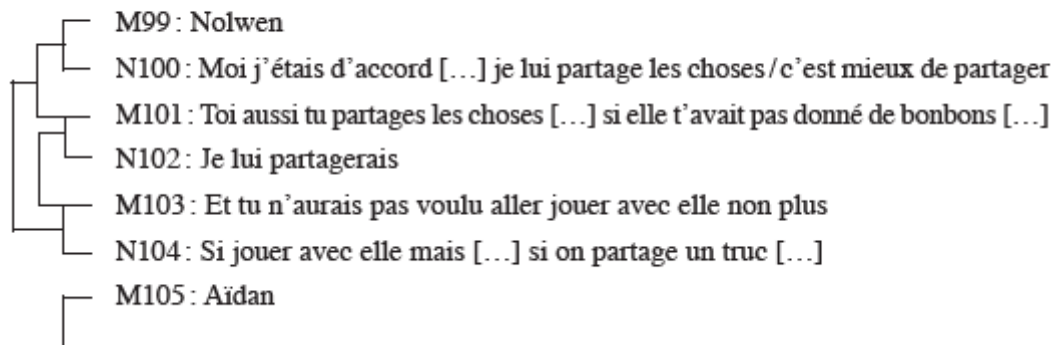 M99 : Nolwen
N100 : Moi j'étais d'accord […] je lui partage les choses / c'est mieux de partager
M101 : Toi aussi tu partages les choses […] si elle t'avait pas donné de bonbons […]
N102 : Je lui partagerais
M103 : Et tu n'aurais pas voulu aller jouer avec elle non plus
N104 : Si jouer avec elle mais […] si on partage un truc […]
M105 : Aïdan